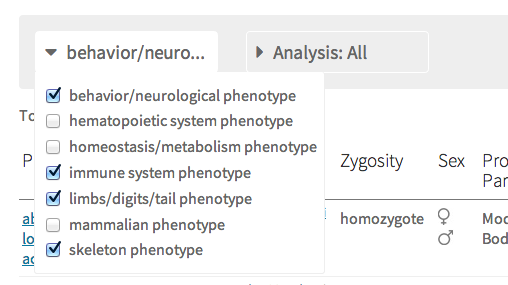 behavior/neuro...
Analysis: All
behavior/neurological phenotype
hematopoietic system phenotype
homeostasis/metabolism phenotype
immune system phenotype
limbs/digits/tail phenotype
mammalian phenotype
skeleton phenotype
To
P
Zygosity
Sex
Pro
Par
ab
lo
ac
homozygote
♀
♂
Mod
Bod